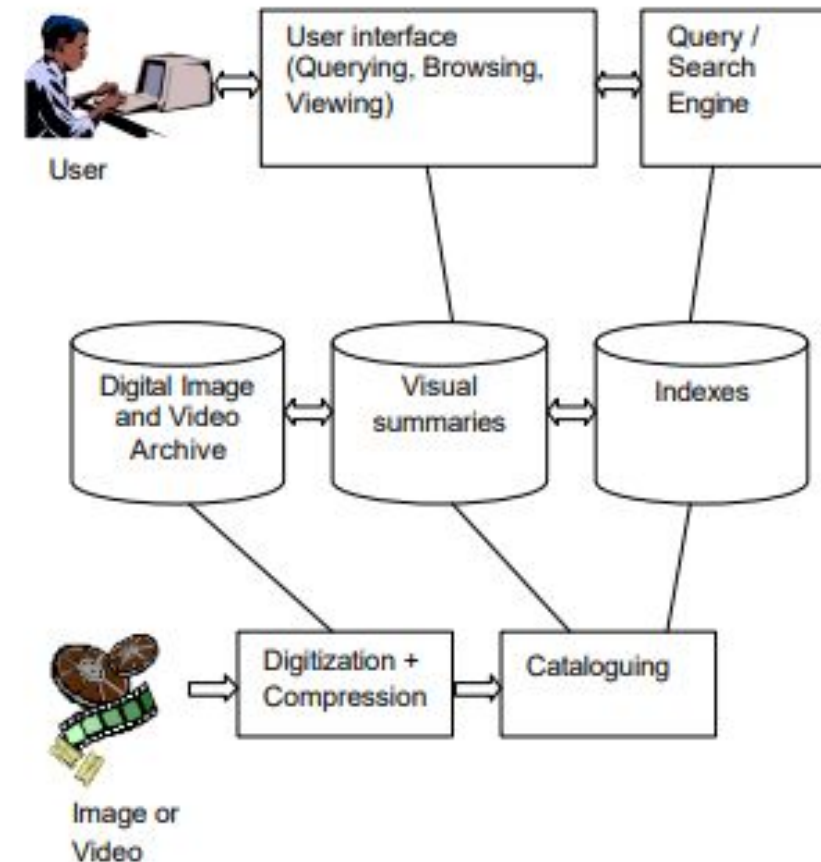 User interface
(Querying, Browsing,
Viewing)
Query /
Search
Engine
User
Digital Image
and Video
Archive
Visual
summaries
Indexes
Digitization +
Compression
Cataloguing
Image or
Video